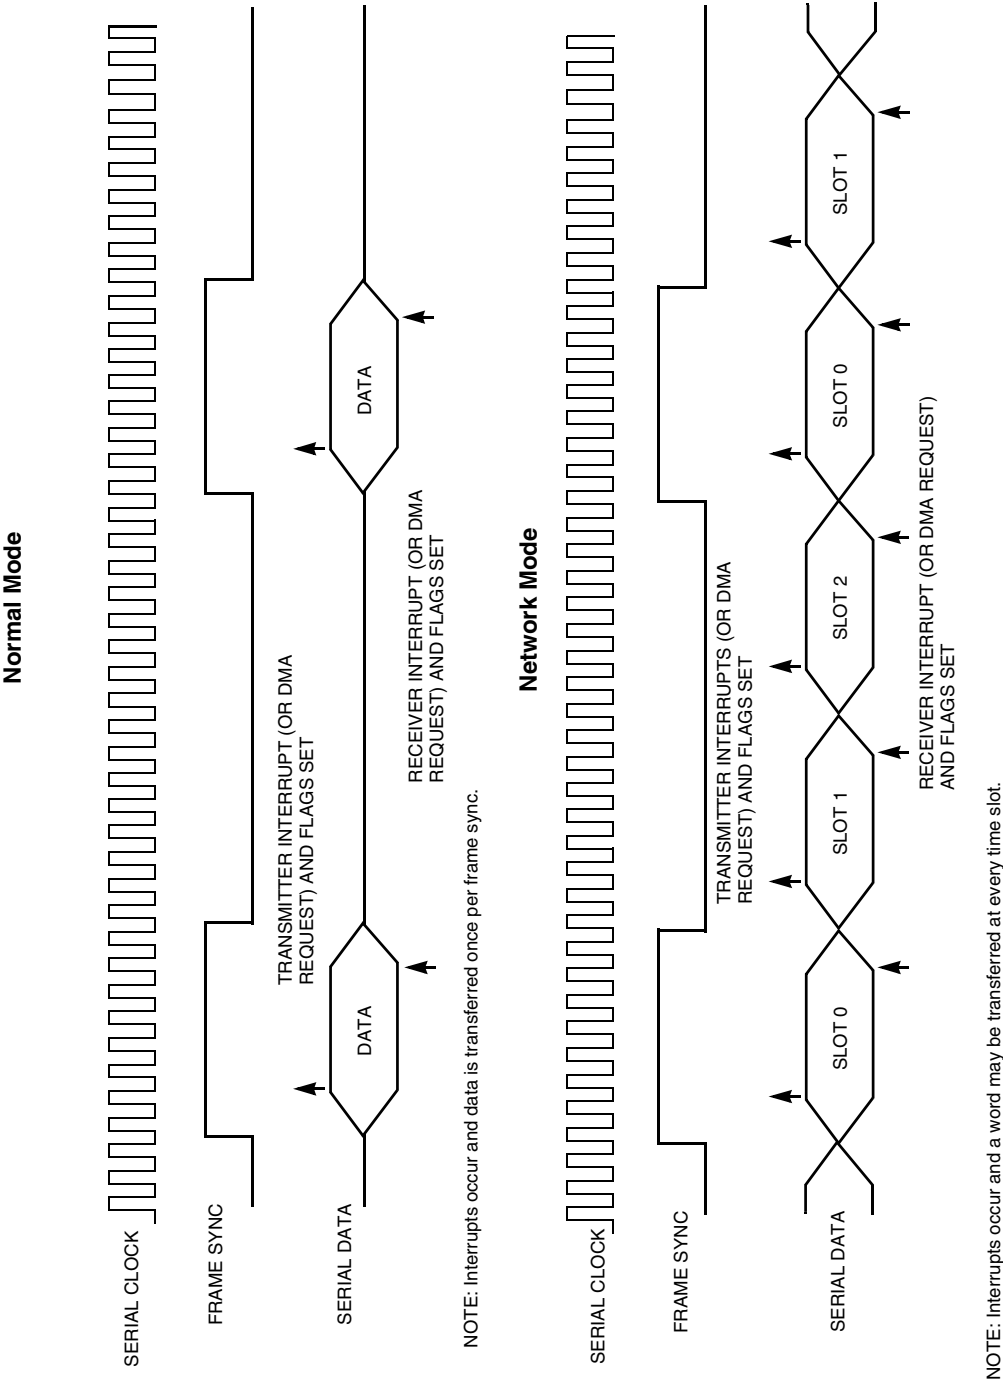 Normal Mode
SERIAL CLOCK
FRAME SYNC
TRANSMITTER INTERRUPT (OR DMA
REQUEST) AND FLAGS SET
SERIAL DATA
DATA
DATA
RECEIVER INTERRUPT (OR DMA
REQUEST) AND FLAGS SET
NOTE: Interrupts occur and data is transferred once per frame sync.
Network Mode
SERIAL CLOCK
FRAME SYNC
TRANSMITTER INTERRUPTS (OR DMA
REQUEST) AND FLAGS SET
SERIAL DATA
SLOT 0
SLOT 1
SLOT 2
SLOT 0
SLOT 1
RECEIVER INTERRUPT (OR DMA REQUEST)
AND FLAGS SET
NOTE: Interrupts occur and a word may be transferred at every time slot.